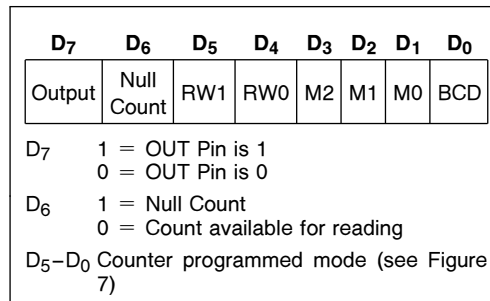 D7 D6 D5 D4 D3 D2 D1 D0
Output Null Count RW1 RW0 M2 M1 M0 BCD
D7 1 = OUT Pin is 1
0 = OUT Pin is 0
D6 1 = Null Count
0 = Count available for reading
D5–D0 Counter programmed mode (see Figure
7)